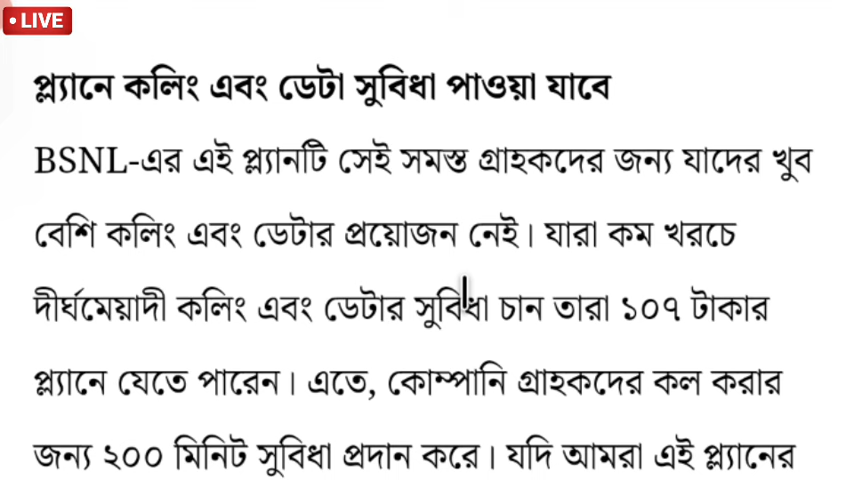 LIVE
প্ল্যানে কলিং এবং ডেটা সুবিধা পাওয়া যাবে
BSNL-এর এই প্ল্যানটি সেই সমস্ত গ্রাহকদের জন্য যাদের খুব
বেশি কলিং এবং ডেটার প্রয়োজন নেই। যারা কম খরচে
দীর্ঘমেয়াদী কলিং এবং ডেটার সুবিধা চান তারা ১০৭ টাকার
প্ল্যানে যেতে পারেন। এতে, কোম্পানি গ্রাহকদের কল করার
জন্য ২০০ মিনিট সুবিধা প্রদান করে। যদি আমরা এই প্ল্যানের